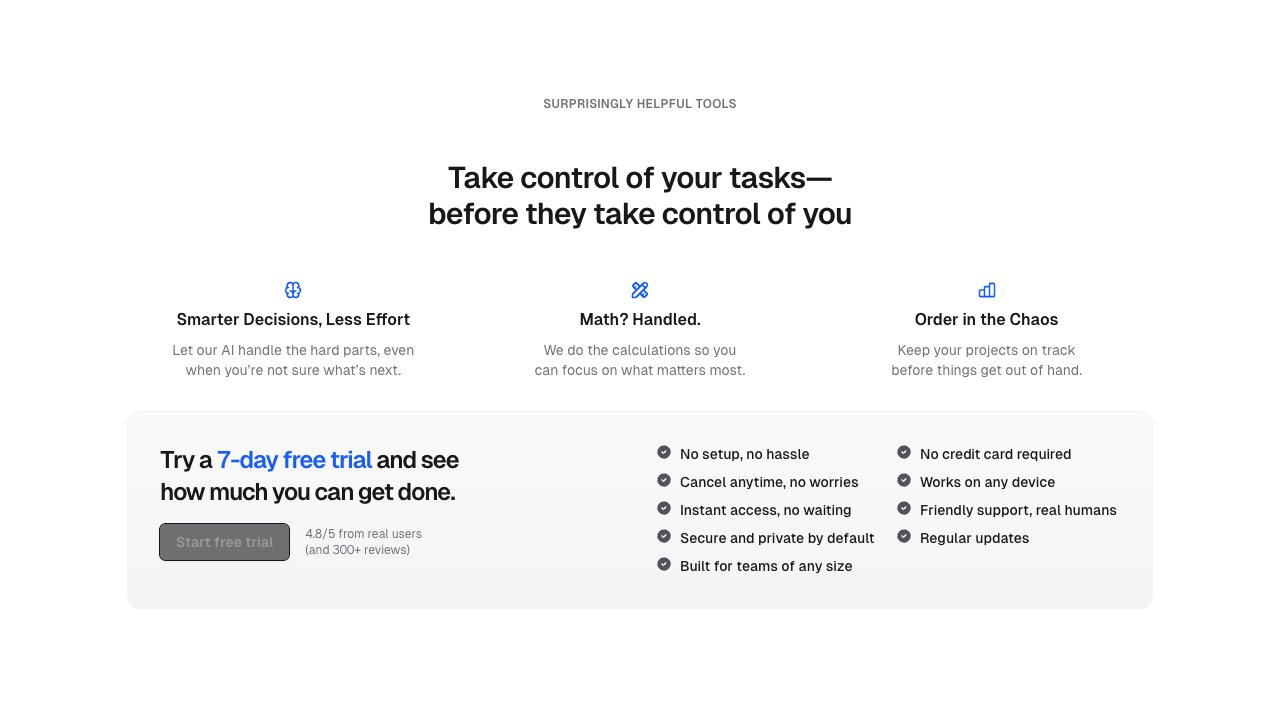 SURPRISINGLY HELPFUL TOOLS
Take control of your tasks—
before they take control of you
Smarter Decisions, Less Effort
Let our AI handle the hard parts, even
when you’re not sure what’s next.
Math? Handled.
We do the calculations so you
can focus on what matters most.
Order in the Chaos
Keep your projects on track
before things get out of hand.
Try a 7-day free trial and see
how much you can get done.
Start free trial
4.8/5 from real users
(and 300+ reviews)
No setup, no hassle
Cancel anytime, no worries
Instant access, no waiting
Secure and private by default
Built for teams of any size
No credit card required
Works on any device
Friendly support, real humans
Regular updates